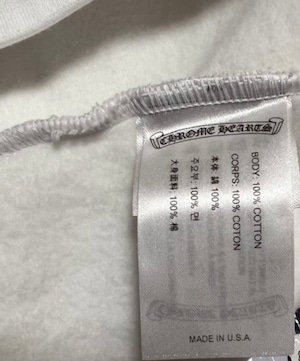 CHROME HEARTS
BODY: 100% COTTON
CORPS: 100% COTON
本体: 綿 100%
주요부: 100% 면
大身面料: 100% 棉
MADE IN U.S.A.